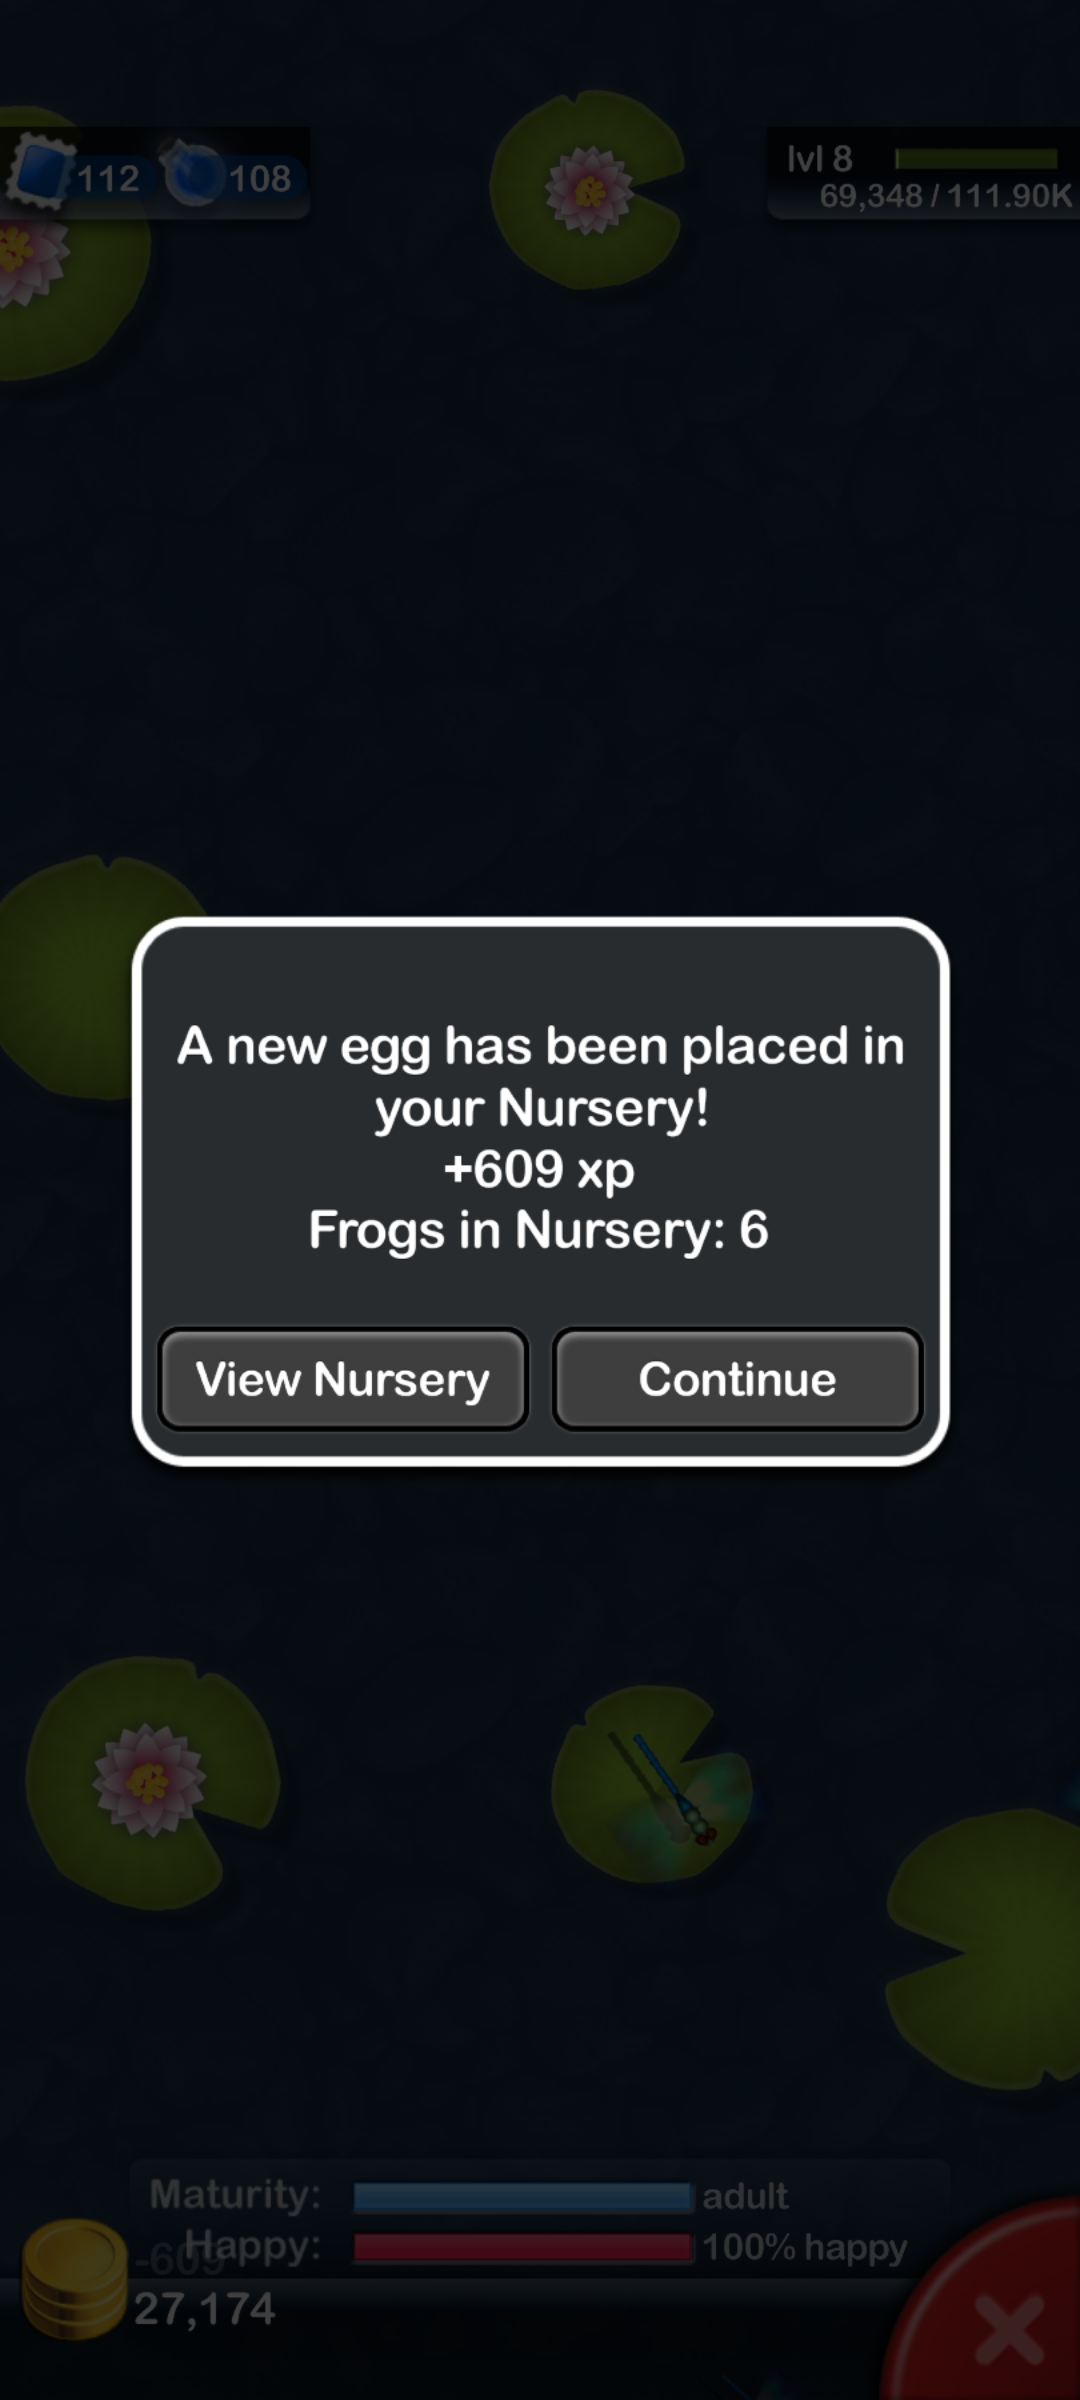 112 108
lvl 8
69,348 / 111.90K
A new egg has been placed in
your Nursery!
+609 xp
Frogs in Nursery: 6
View Nursery Continue
Maturity: adult
Happy: 100% happy
-609
27,174